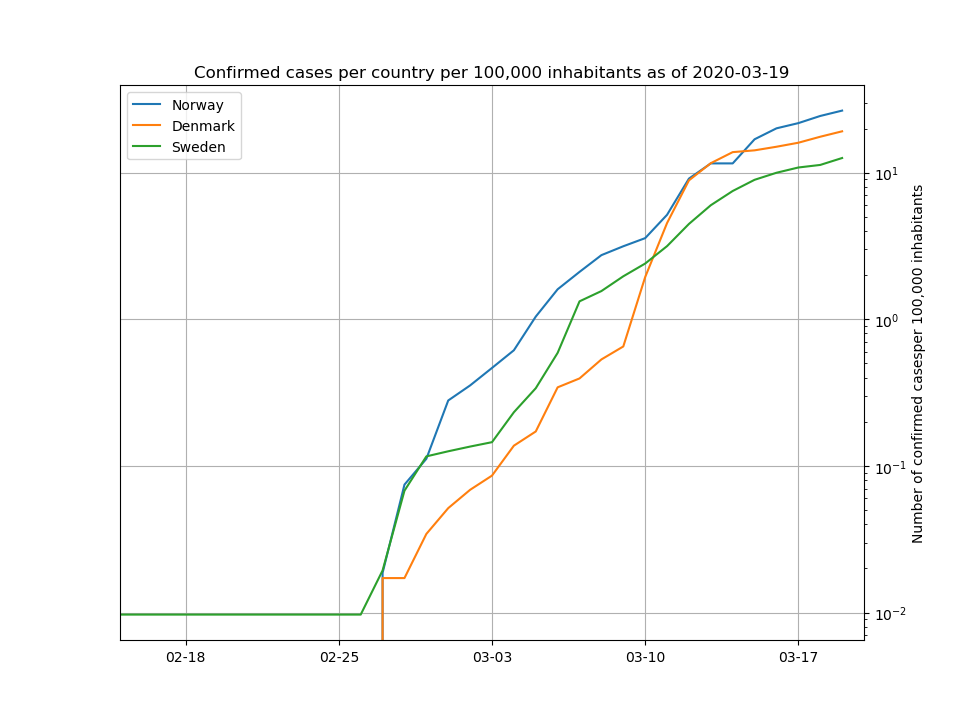 Confirmed cases per country per 100,000 inhabitants as of 2020-03-19
Norway
Denmark
Sweden
10¹
10⁰
10⁻¹
10⁻²
Number of confirmed casesper 100,000 inhabitants
02-18
02-25
03-03
03-10
03-17